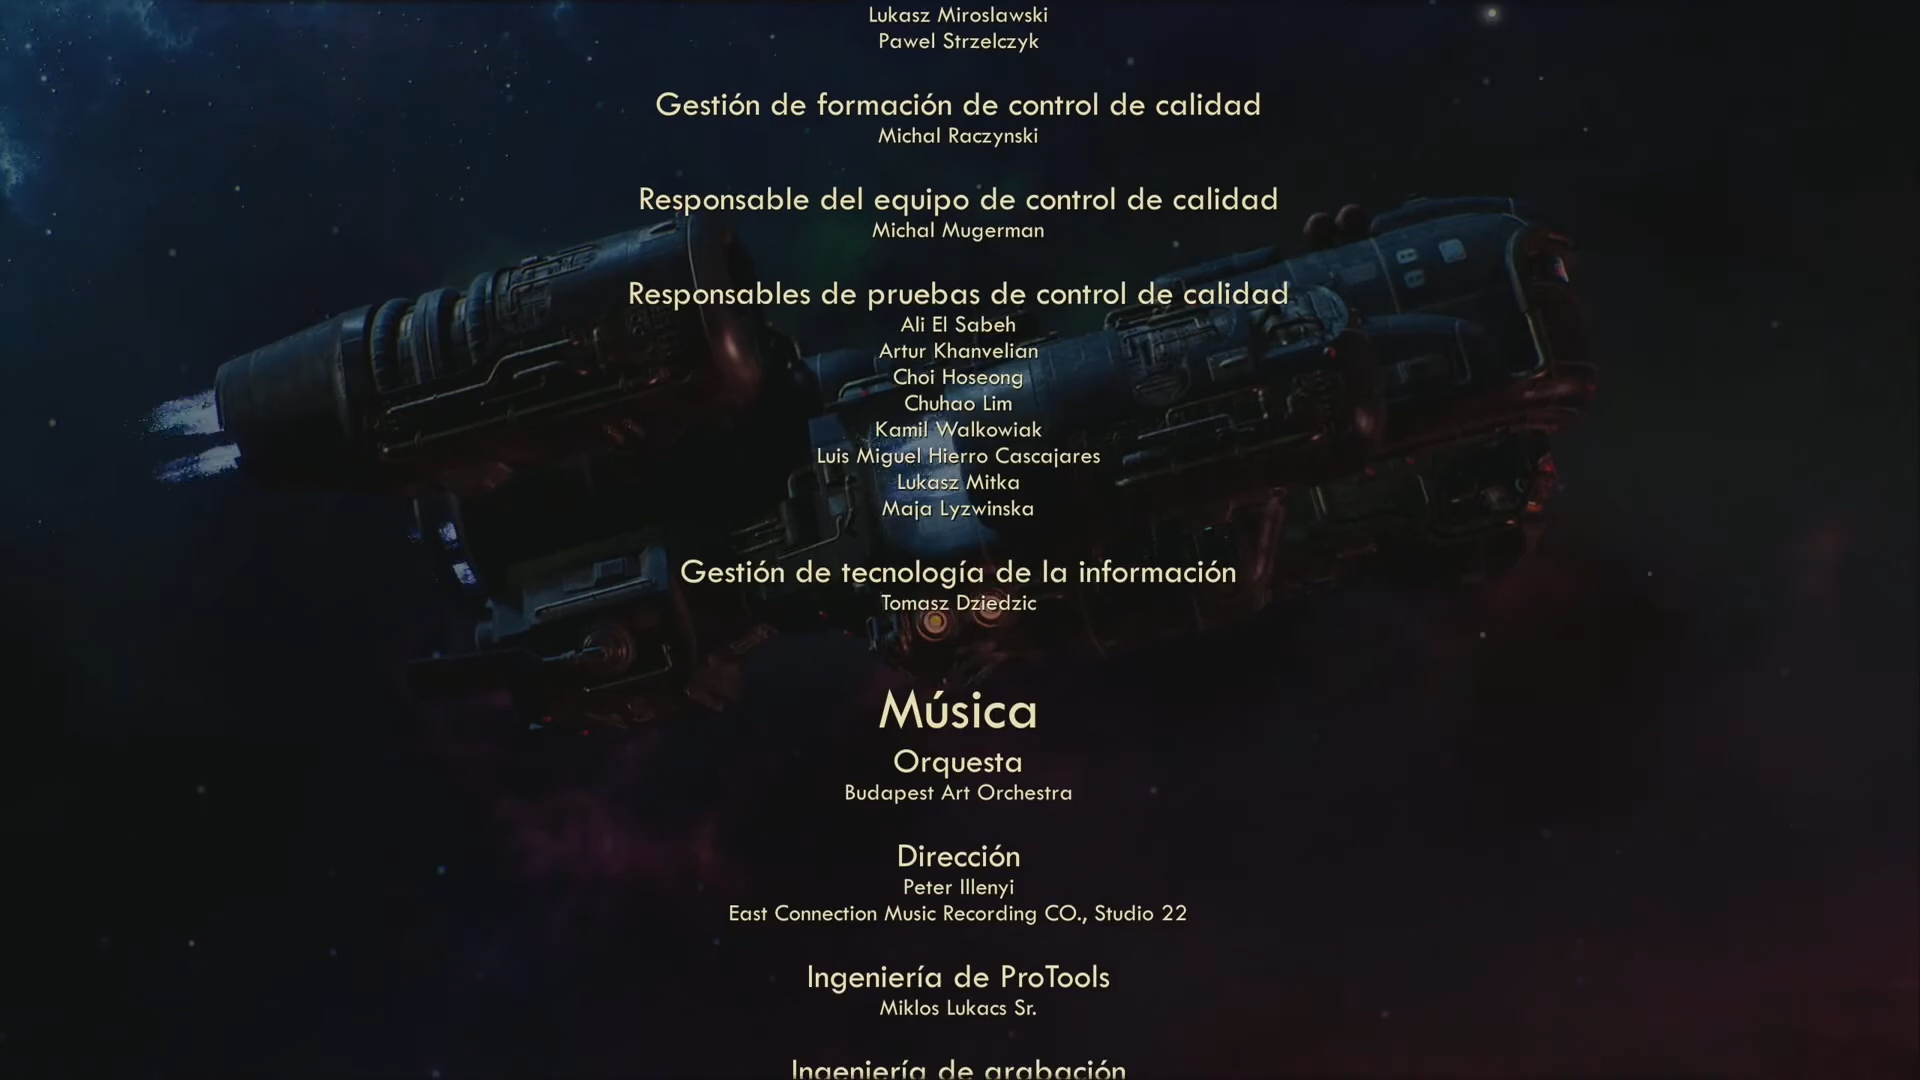 Lukasz Miroslawski
Pawel Strzelczyk
Gestión de formación de control de calidad
Michal Raczynski
Responsable del equipo de control de calidad
Michal Mugerman
Responsables de pruebas de control de calidad
Ali El Sabeh
Artur Khanvelian
Choi Hoseong
Chuhao Lim
Kamil Walkowiak
Luis Miguel Hierro Cascajares
Lukasz Mitka
Maja Lyzwinska
Gestión de tecnología de la información
Tomasz Dziedzic
Música
Orquesta
Budapest Art Orchestra
Dirección
Peter Illenyi
East Connection Music Recording CO., Studio 22
Ingeniería de ProTools
Miklos Lukacs Sr.
Ingeniería de grabación